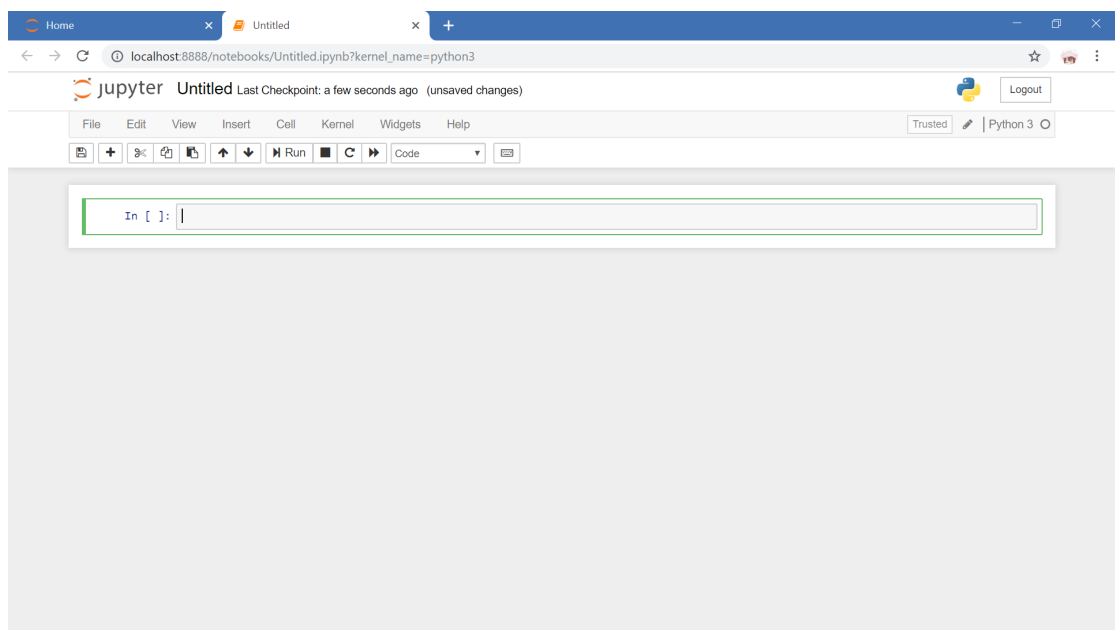 Home
Untitled
localhost:8888/notebooks/Untitled.ipynb?kernel_name=python3
jupyter Untitled Last Checkpoint: a few seconds ago (unsaved changes)
Logout
File Edit View Insert Cell Kernel Widgets Help
Trusted Python 3
Run Code
In [ ]: